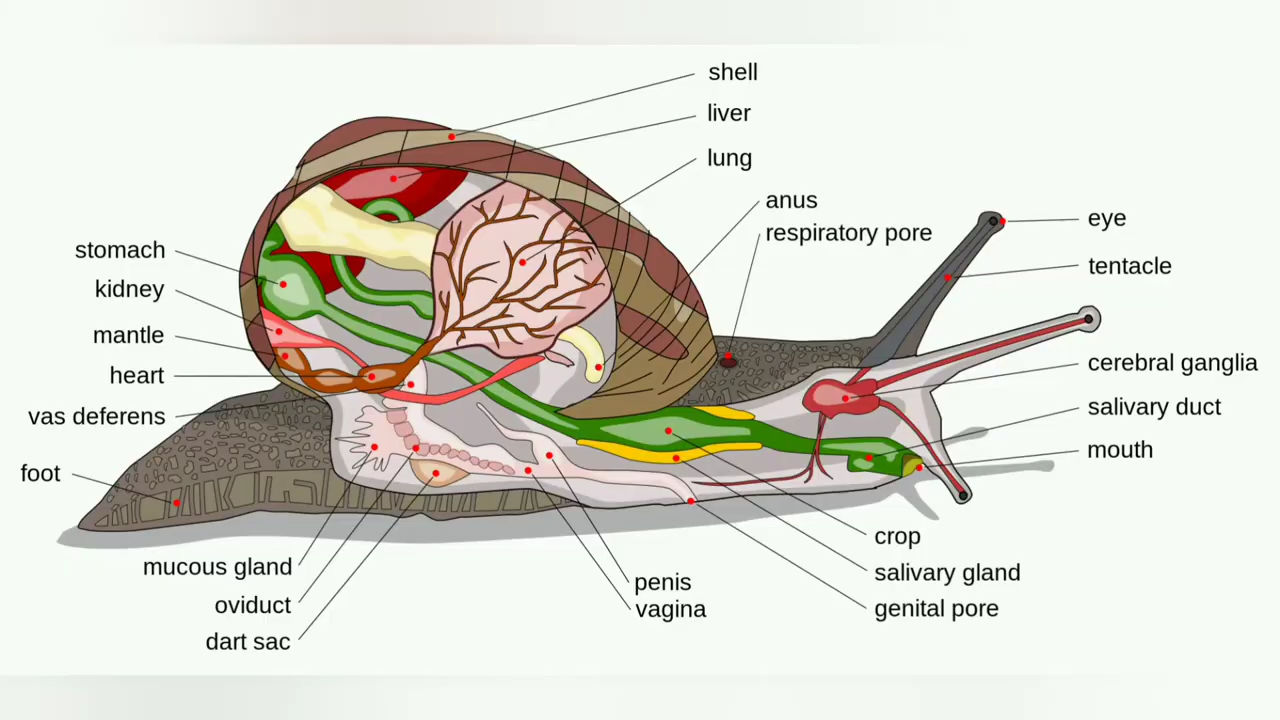 shell
liver
lung
anus
respiratory pore
eye
tentacle
cerebral ganglia
salivary duct
mouth
stomach
kidney
mantle
heart
vas deferens
foot
mucous gland
oviduct
dart sac
penis
vagina
crop
salivary gland
genital pore